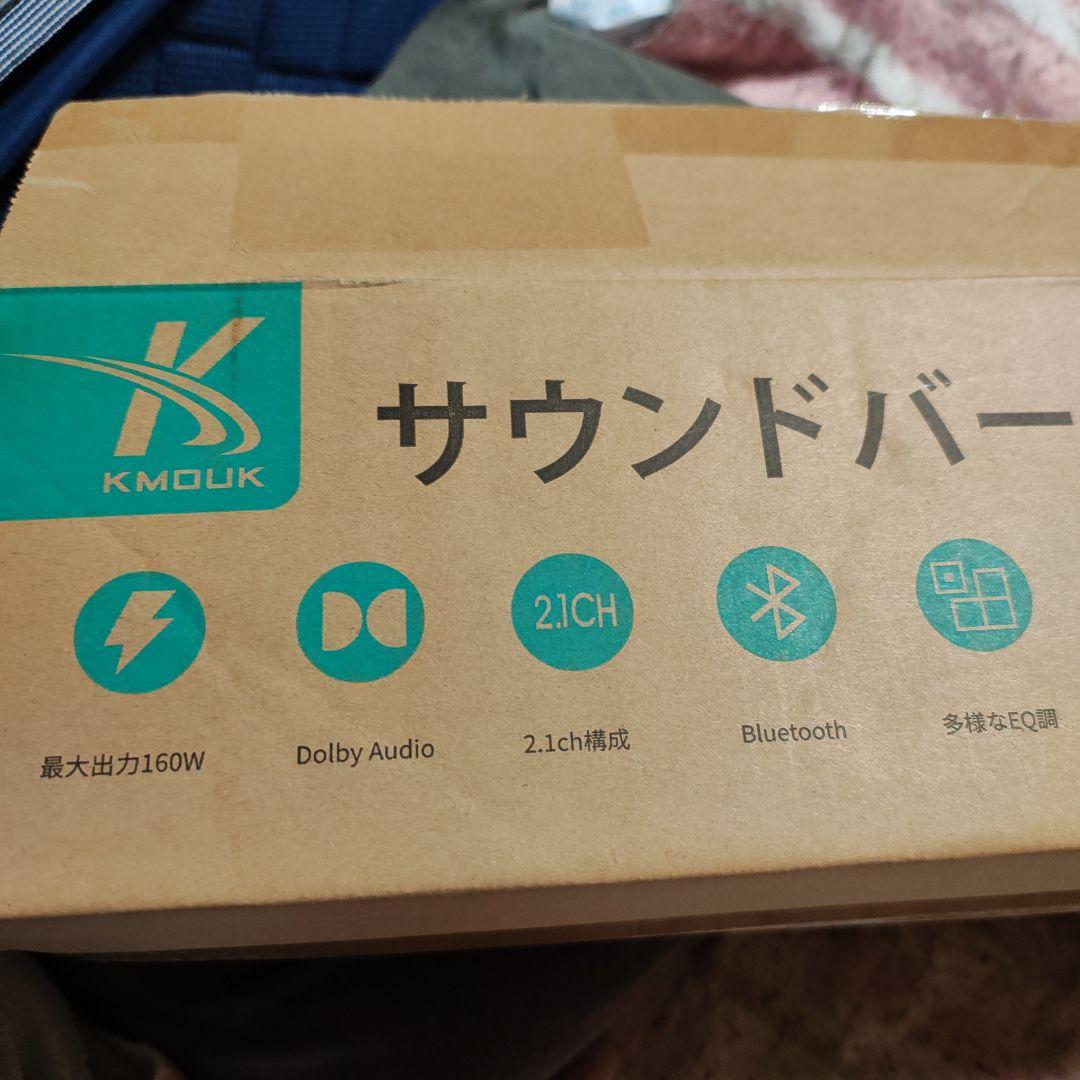 KMOUK
サウンドバー
2.1CH
最大出力160W
Dolby Audio
2.1ch構成
Bluetooth
多様なEQ調